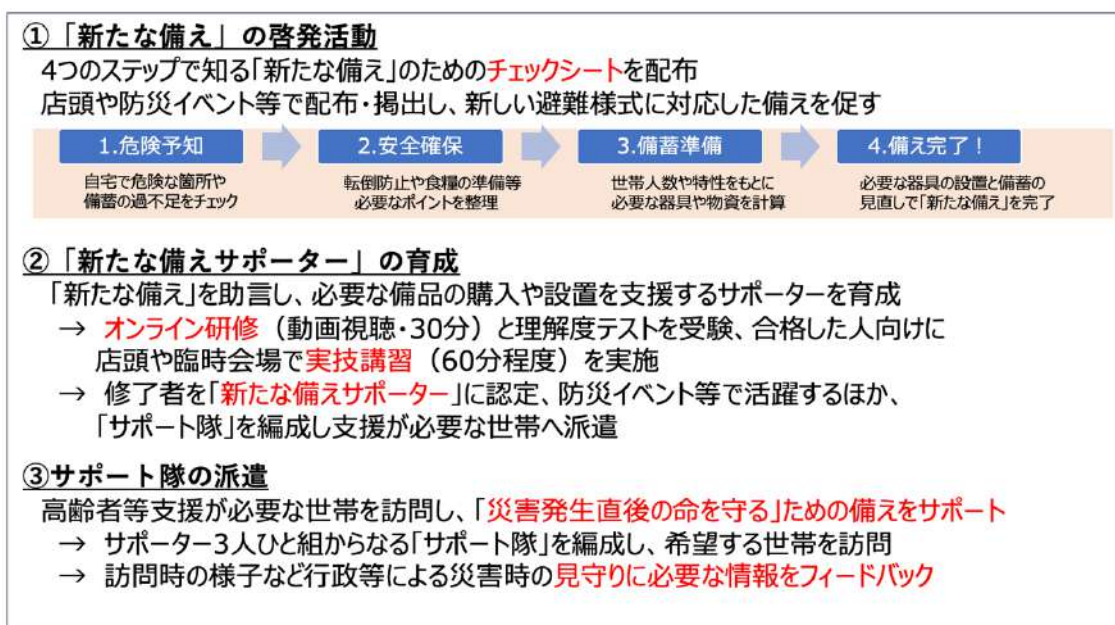 ①「新たな備え」の啓発活動
4つのステップで知る「新たな備え」のためのチェックシートを配布
店頭や防災イベント等で配布・掲出し、新しい避難様式に対応した備えを促す
1.危険予知
自宅で危険な箇所や
備蓄の過不足をチェック
2.安全確保
転倒防止や食糧の準備等
必要なポイントを整理
3.備蓄準備
世帯人数や特性をもとに
必要な器具や物資を計算
4.備え完了！
必要な器具の設置と備蓄の
見直しで「新たな備え」を完了
②「新たな備えサポーター」の育成
「新たな備え」を助言し、必要な備品の購入や設置を支援するサポーターを育成
→ オンライン研修（動画視聴・30分）と理解度テストを受験、合格した人向けに
店頭や臨時会場で実技講習（60分程度）を実施
→ 修了者を「新たな備えサポーター」に認定、防災イベント等で活躍するほか、
「サポート隊」を編成し支援が必要な世帯へ派遣
③サポート隊の派遣
高齢者等支援が必要な世帯を訪問し、「災害発生直後の命を守る」ための備えをサポート
→ サポーター3人ひと組からなる「サポート隊」を編成し、希望する世帯を訪問
→ 訪問時の様子など行政等による災害時の見守りに必要な情報をフィードバック